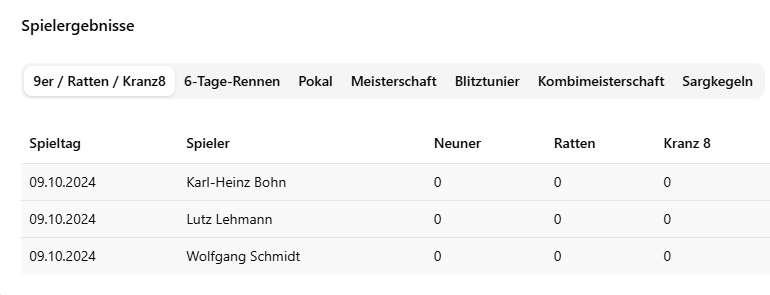 Spielergebnisse
9er / Ratten / Kranz8 6-Tage-Rennen Pokal Meisterschaft Blitztunier Kombimeisterschaft Sargkegeln
Spieltag Spieler Neuner Ratten Kranz 8
09.10.2024 Karl-Heinz Bohn 0 0 0
09.10.2024 Lutz Lehmann 0 0 0
09.10.2024 Wolfgang Schmidt 0 0 0